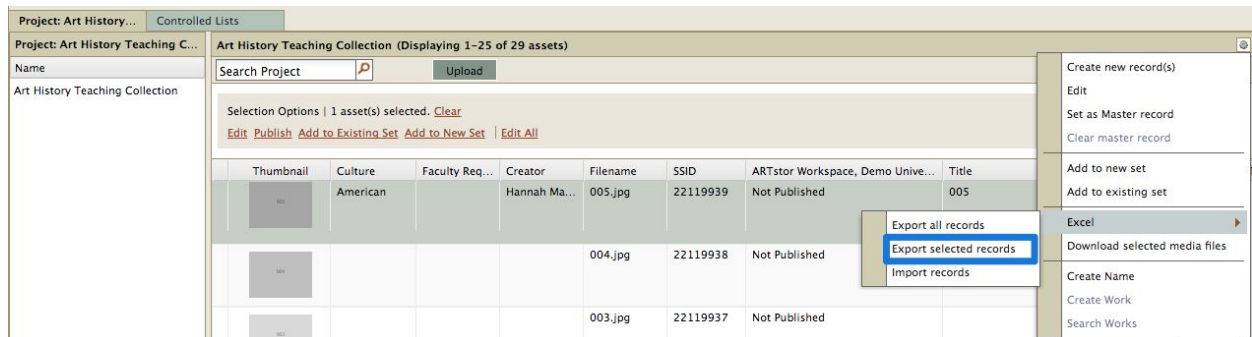 Project: Art History... Controlled Lists
Project: Art History Teaching C... Art History Teaching Collection (Displaying 1-25 of 29 assets)
Name
Art History Teaching Collection
Search Project Upload
Selection Options | 1 asset(s) selected. Clear
Edit Publish Add to Existing Set Add to New Set | Edit All
Thumbnail Culture Faculty Req... Creator Filename SSID ARTstor Workspace, Demo Unive... Title
American Hannah Ma... 005.jpg 22119939 Not Published 005
004.jpg 22119938 Not Published
003.jpg 22119937 Not Published
Create new record(s)
Edit
Set as Master record
Clear master record
Add to new set
Add to existing set
Excel
Download selected media files
Create Name
Create Work
Search Works
Export all records
Export selected records
Import records